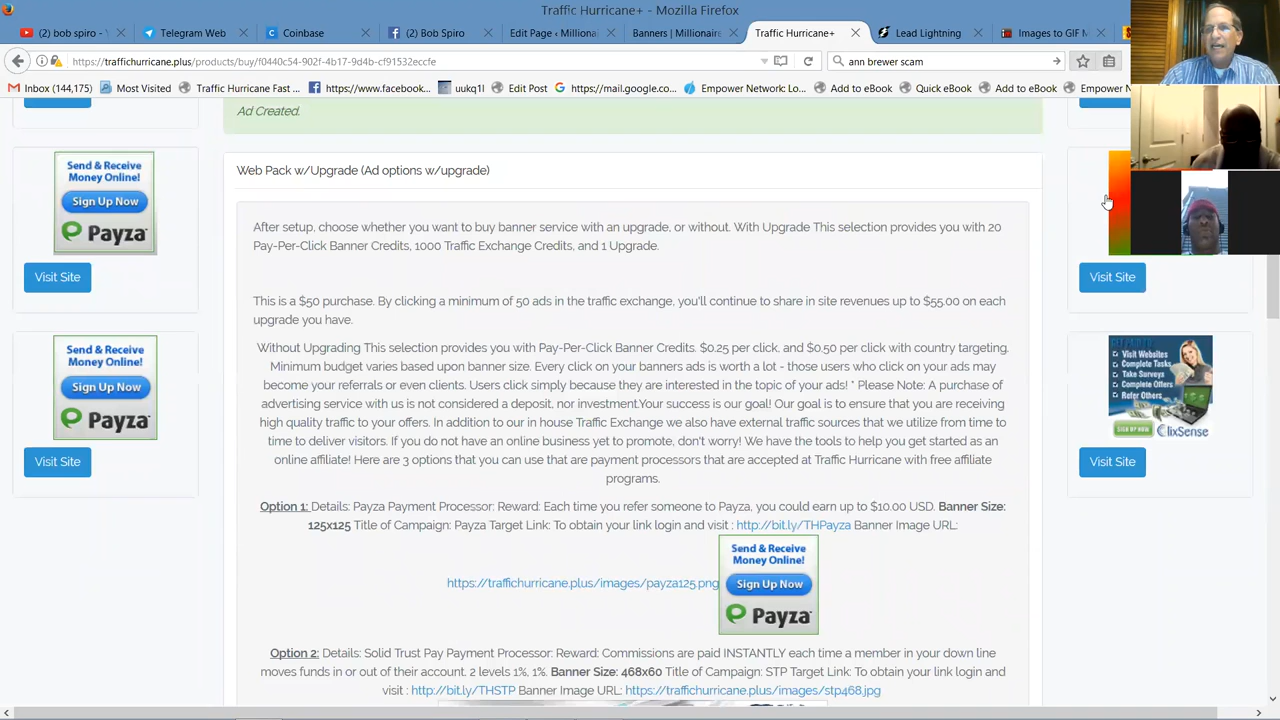 Traffic Hurricane+ - Mozilla Firefox
(2) bob spiro -
Telegram Web
Coinbase
(2) Bob Spiro
Edit Page ‹ Milliona
Banners | Millionaire
Traffic Hurricane+
Lead Lightning
Images to GIF M
https://traffichurricane.plus/products/buy/f0440c54-902f-4b17-9d4b-cf91532ed
ann brewer scam
Inbox (144,175)
Most Visited
Traffic Hurricane Fast ...
https://www.facebook...
uukq1l
Edit Post
https://mail.google.co...
Empower Network: Lo...
Add to eBook
Quick eBook
Add to eBook
Empower N
Ad Created.
Web Pack w/Upgrade (Ad options w/upgrade)
After setup, choose whether you want to buy banner service with an upgrade, or without. With Upgrade This selection provides you with 20
Pay-Per-Click Banner Credits, 1000 Traffic Exchange Credits, and 1 Upgrade.
This is a $50 purchase. By clicking a minimum of 50 ads in the traffic exchange, you'll continue to share in site revenues up to $55.00 on each
upgrade you have.
Without Upgrading This selection provides you with Pay-Per-Click Banner Credits. $0.25 per click, and $0.50 per click with country targeting.
Minimum budget varies based upon banner size. Every click on your banners ad's is worth a lot - those users who click on your ads may
become your referrals or even clients. Users click simply because they are interested in the topic of your ads! * Please Note: A purchase of
advertising service with us is not considered a deposit, nor investment.Your success is our goal! Our goal is to ensure that you are receiving
high quality traffic to your offers. in addition to our in house Traffic Exchange we also have external traffic sources that we utilize from time to
time to deliver visitors. If you do not have an online business yet to promote, don't worry! We have the tools to help you get started as an
online affiliate! Here are 3 options that you can use that are payment processors that are accepted at Traffic Hurricane with free affiliate
programs.
Option 1: Details: Payza Payment Processor: Reward: Each time you refer someone to Payza, you could earn up to $10.00 USD. Banner Size:
125x125 Title of Campaign: Payza Target Link: To obtain your link login and visit : http://bit.ly/THPayza Banner Image URL:
https://traffichurricane.plus/images/payza125.png
Send & Receive
Money Online!
Sign Up Now
Payza
Option 2: Details: Solid Trust Pay Payment Processor: Reward: Commissions are paid INSTANTLY each time a member in your down line
moves funds in or out of their account. 2 levels 1%, 1%. Banner Size: 468x60 Title of Campaign: STP Target Link: To obtain your link login and
visit : http://bit.ly/THSTP Banner Image URL: https://traffichurricane.plus/images/stp468.jpg
Send & Receive
Money Online!
Sign Up Now
Payza
Visit Site
Send & Receive
Money Online!
Sign Up Now
Payza
Visit Site
Visit Site
Visit Websites
Complete Tasks
Take Surveys
Complete Offers
Refer Others
SIGN UP NOW
ClixSense
Visit Site